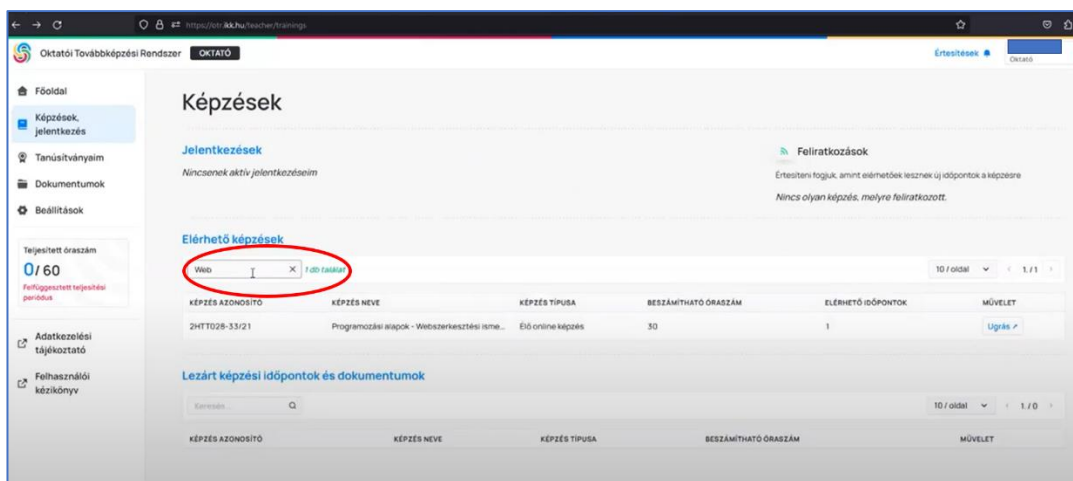 https://otr.ikk.hu/teacher/trainings
Oktatói Továbbképzési Rendszer OKTATÓ
Értesítések
Oktató
Főoldal
Képzések,
jelentkezés
Tanúsítványaim
Dokumentumok
Beállítások
Teljesített óraszám
0/ 60
Felfüggesztett teljesítési
periódus
Adatkezelési
tájékoztató
Felhasználói
kézikönyv
Képzések
Jelentkezések
Nincsenek aktív jelentkezéseim
Feliratkozások
Értesíteni fogjuk, amint elérhetőek lesznek új időpontok a képzésre
Nincs olyan képzés, melyre feliratkozott.
Elérhető képzések
Web 1 db találat
10 / oldal 1. / 1
KÉPZÉS AZONOSÍTÓ KÉPZÉS NEVE KÉPZÉS TÍPUSA BESZÁMÍTHATÓ ÓRASZÁM ELÉRHETŐ IDŐPONTOK MŰVELET
2HTT028-33/21 Programozási alapok - Webszerkesztési isme... Élő online képzés 30 1 Ugrás
Lezárt képzési időpontok és dokumentumok
Keresés...
10 / oldal 1. / 0
KÉPZÉS AZONOSÍTÓ KÉPZÉS NEVE KÉPZÉS TÍPUSA BESZÁMÍTHATÓ ÓRASZÁM MŰVELET